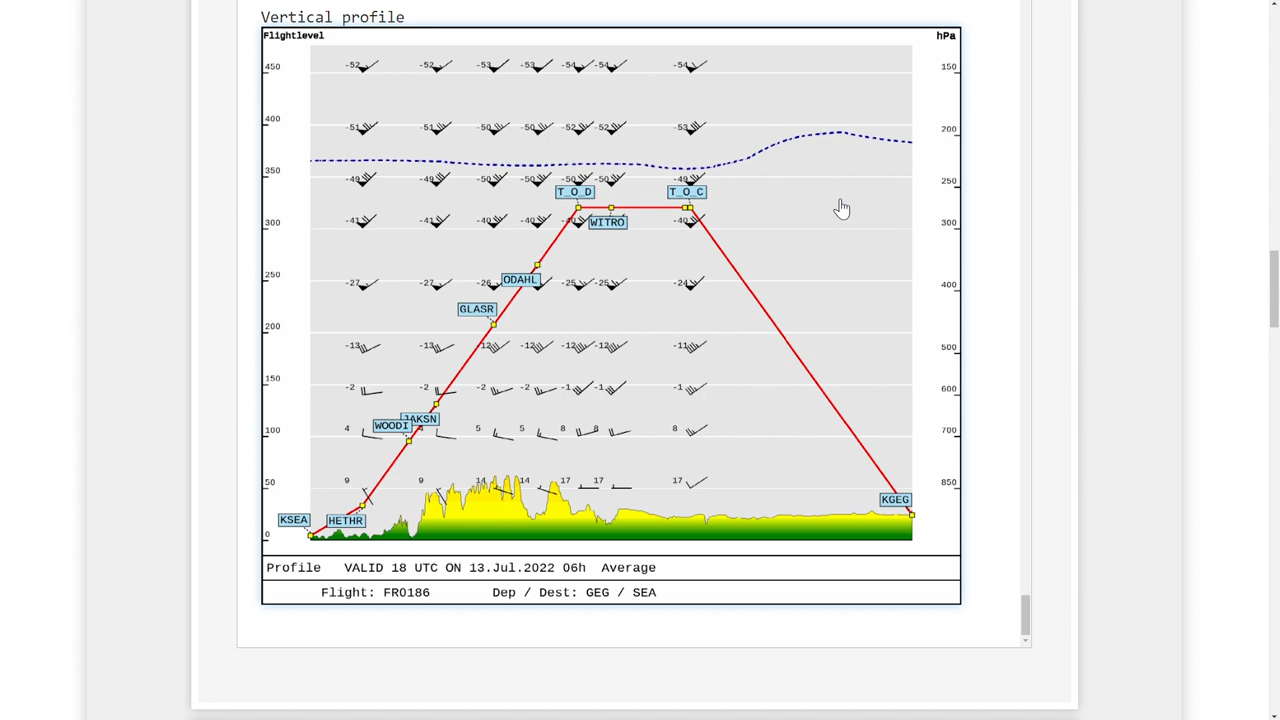 Vertical profile
Flightlevel hPa
450 -52 -52 -53 -53 -54 -54 -54 150
400 -51 -51 -50 -50 -52 -52 -53 200
350 -49 -49 -50 -50 -50 -50 -49 250
T_O_D T_O_C
300 -41 -41 -40 -40 -40 -40 300
WITRO
250 -27 -27 -26 ODAHL -25 -25 -24 400
GLASR
200 -13 -13 -12 -12 -12 -12 -11 500
150 -2 -2 -2 -2 -1 -1 -1 600
WOODI JAKSN
100 4 4 5 5 8 8 8 700
50 9 9 14 14 17 17 17 850
KGEG
KSEA HETHR
0
Profile VALID 18 UTC ON 13.Jul.2022 06h Average
Flight: FRO186 Dep / Dest: GEG / SEA